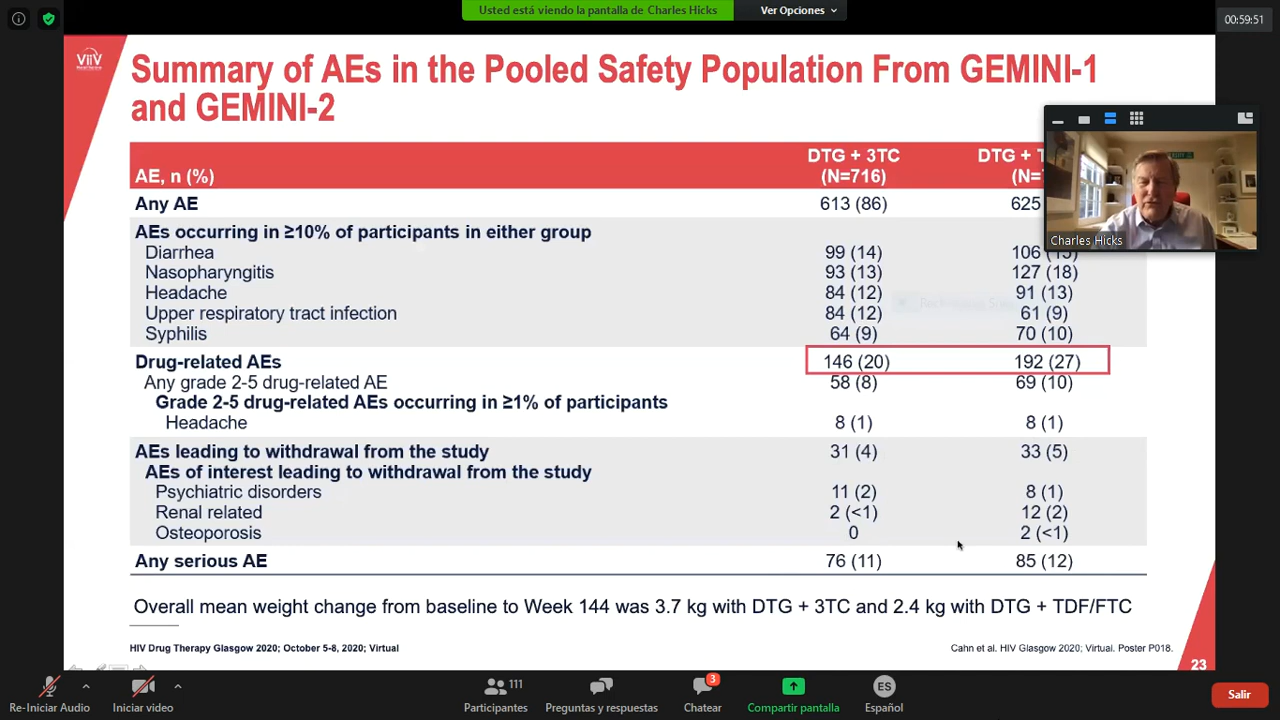 Usted está viendo la pantalla de Charles Hicks
Ver Opciones
00:59:51
ViiV
Summary of AEs in the Pooled Safety Population From GEMINI-1
and GEMINI-2
DTG + 3TC DTG +
AE, n (%) (N=716)
Any AE 613 (86) 625
AEs occurring in ≥10% of participants in either group
Charles Hicks
Diarrhea 99 (14) 106
Nasopharyngitis 93 (13) 127 (18)
Headache 84 (12) 91 (13)
Upper respiratory tract infection 84 (12) 61 (9)
Syphilis 64 (9) 70 (10)
Drug-related AEs 146 (20) 192 (27)
Any grade 2-5 drug-related AE 58 (8) 69 (10)
Grade 2-5 drug-related AEs occurring in ≥1% of participants
Headache 8 (1) 8 (1)
AEs leading to withdrawal from the study 31 (4) 33 (5)
AEs of interest leading to withdrawal from the study
Psychiatric disorders 11 (2) 8 (1)
Renal related 2 (<1) 12 (2)
Osteoporosis 0 2 (<1)
Any serious AE 76 (11) 85 (12)
Overall mean weight change from baseline to Week 144 was 3.7 kg with DTG + 3TC and 2.4 kg with DTG + TDF/FTC
HIV Drug Therapy Glasgow 2020; October 5-8, 2020; Virtual
Cahn et al. HIV Glasgow 2020; Virtual. Poster P018.
23
3
111
ES
Re-Iniciar Audio
Iniciar video
Participantes
Preguntas y respuestas
Chatear
Compartir pantalla
Español
Salir